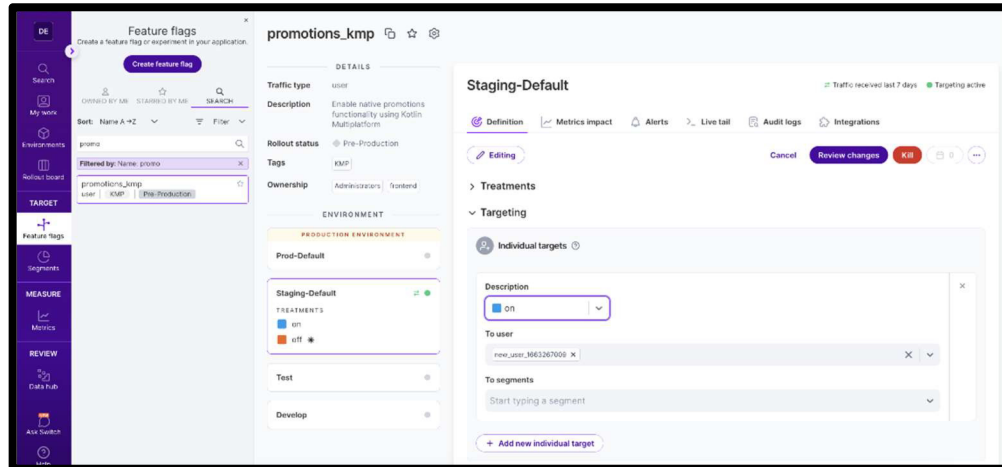 DE
Search
My work
Environments
Rollout board
TARGET
Feature flags
Segments
MEASURE
Metrics
REVIEW
Data hub
Ask Switch
Help
Feature flags
Create a feature flag or experiment in your application.
Create feature flag
OWNED BY ME STARRED BY ME SEARCH
Sort: Name A→Z Filter
promo
Filtered by: Name: promo
promotions_kmp
user KMP Pre-Production
promotions_kmp
DETAILS
Traffic type user
Description Enable native promotions
functionality using Kotlin
Multiplatform
Rollout status Pre-Production
Tags KMP
Ownership Administrators frontend
ENVIRONMENT
PRODUCTION ENVIRONMENT
Prod-Default
Staging-Default
TREATMENTS
on
off
Test
Develop
Staging-Default
Traffic received last 7 days Targeting active
Definition Metrics impact Alerts Live tail Audit logs Integrations
Editing Cancel Review changes Kill 0
Treatments
Targeting
Individual targets
Description
on
To user
new_user_1663267009
To segments
Start typing a segment
+ Add new individual target